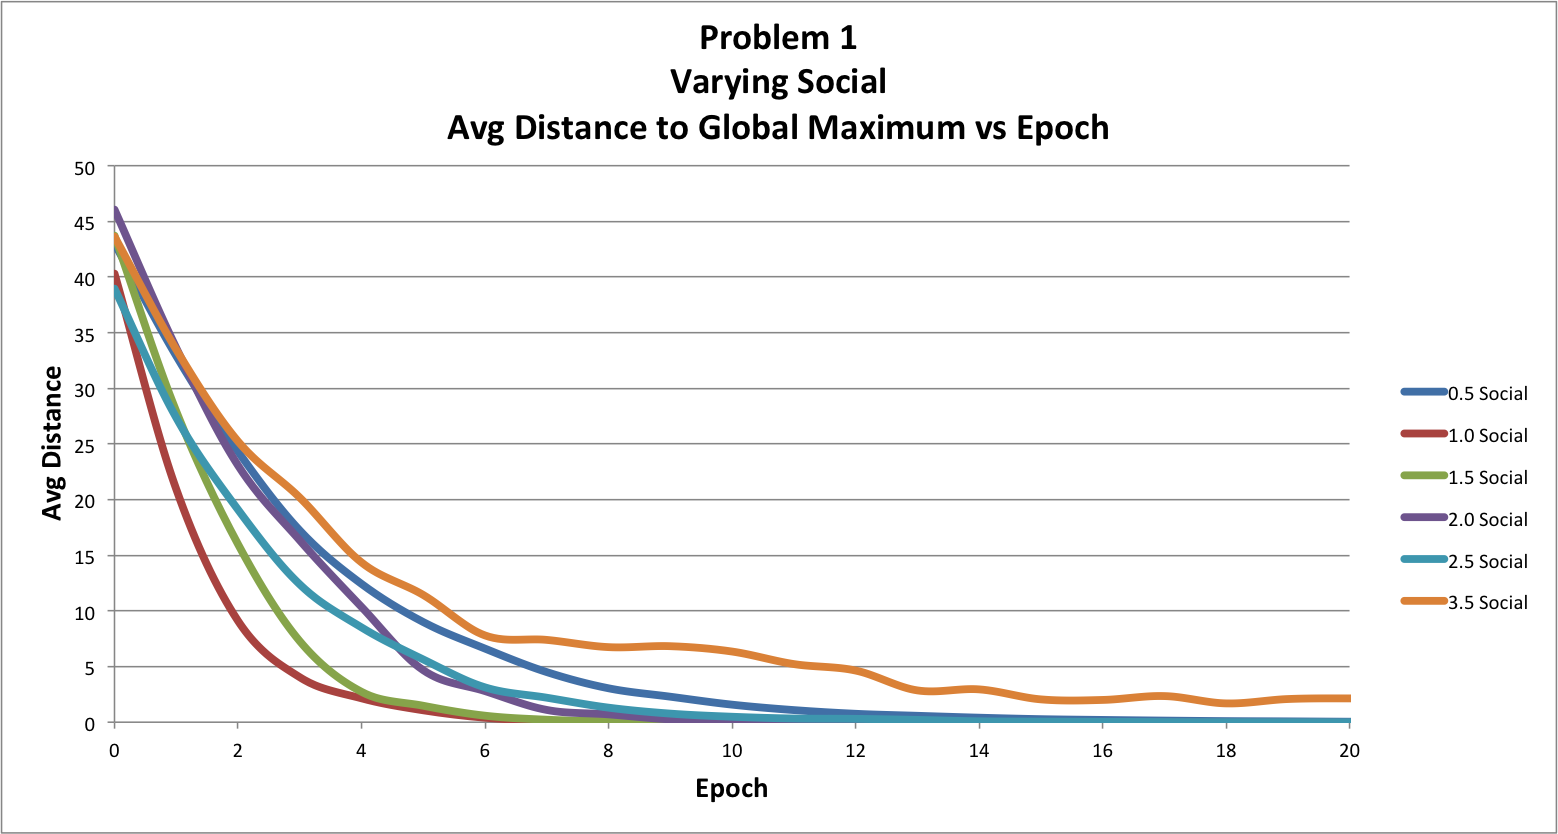 Problem 1
Varying Social
Avg Distance to Global Maximum vs Epoch
50
45
40
35
30
25
20
15
10
5
0
Avg Distance
0 2 4 6 8 10 12 14 16 18 20
Epoch
0.5 Social
1.0 Social
1.5 Social
2.0 Social
2.5 Social
3.5 Social